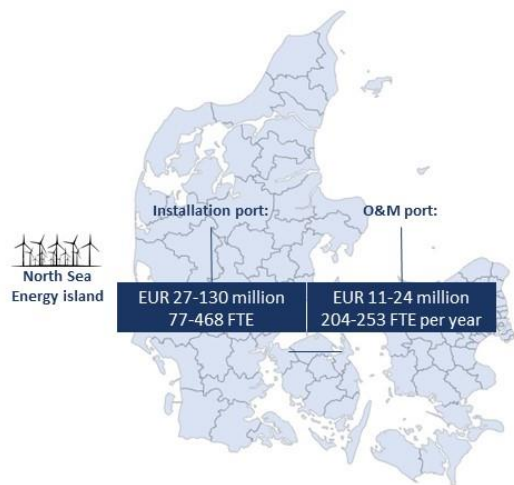 Installation port:
O&M port:
North Sea
Energy island
EUR 27-130 million
77-468 FTE
EUR 11-24 million
204-253 FTE per year